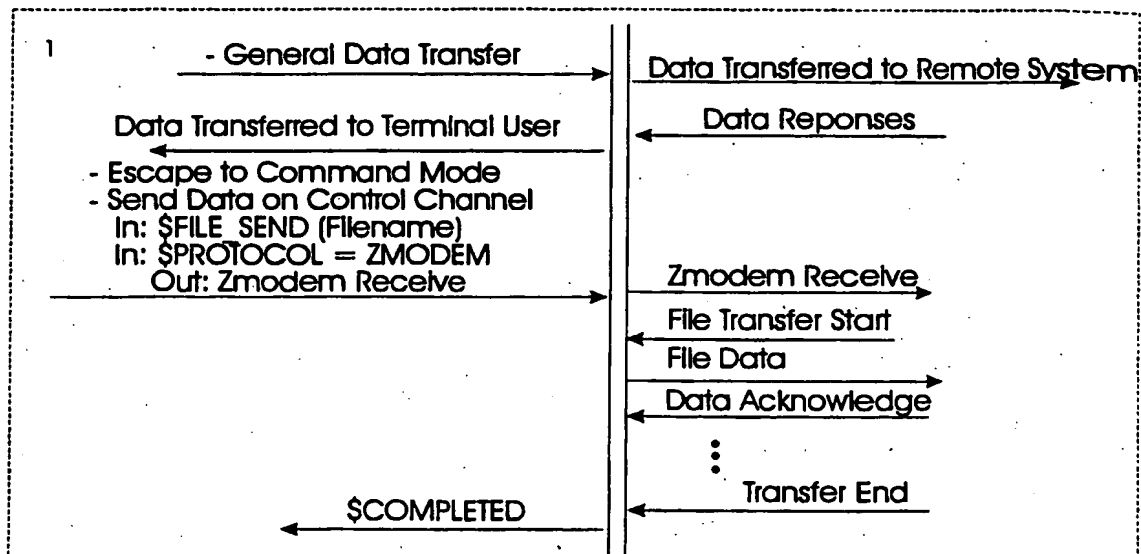 1
- General Data Transfer
Data Transferred to Remote System
Data Transferred to Terminal User
Data Reponses
- Escape to Command Mode
- Send Data on Control Channel
In: $FILE_SEND (Filename)
In: $PROTOCOL = ZMODEM
Out: Zmodem Receive
Zmodem Receive
File Transfer Start
File Data
Data Acknowledge
Transfer End
$COMPLETED